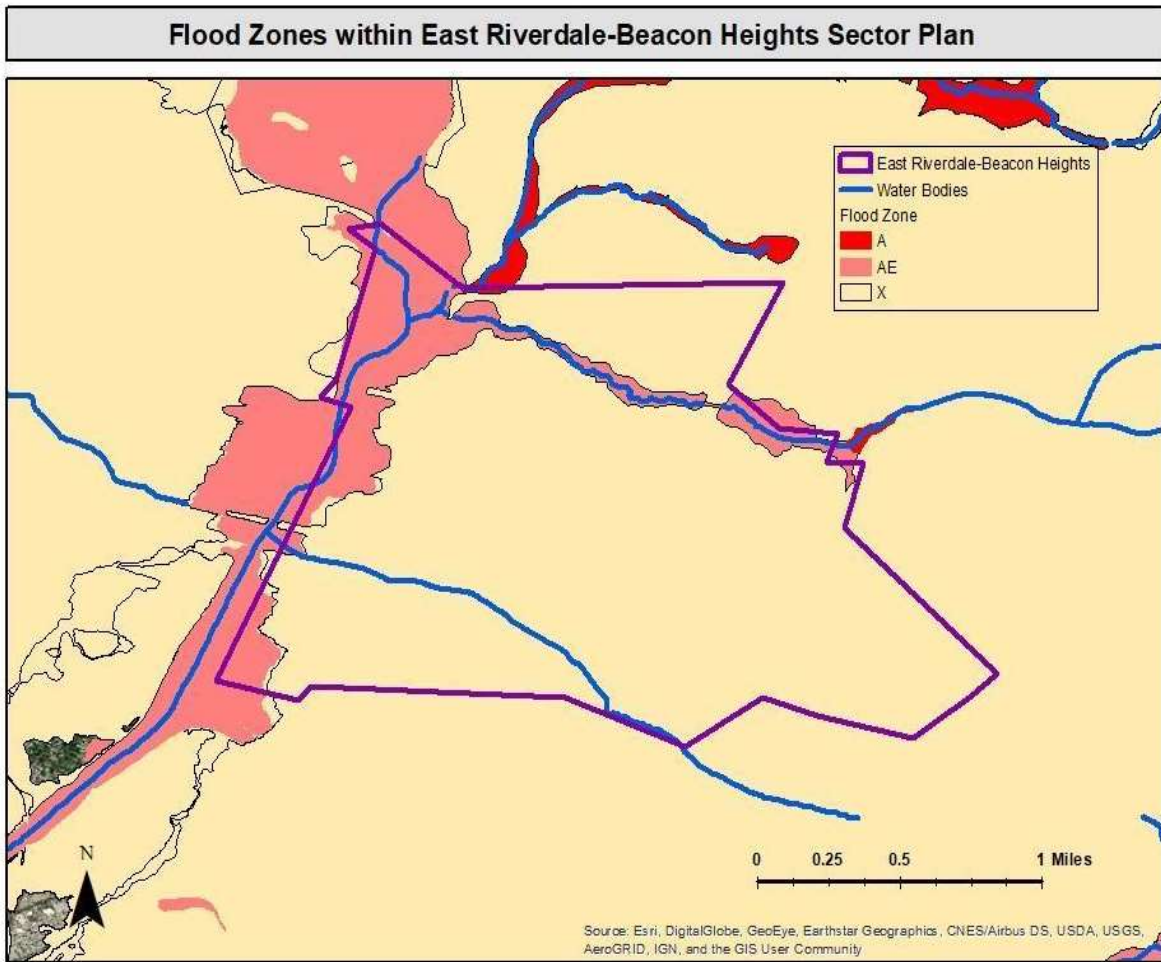 Flood Zones within East Riverdale-Beacon Heights Sector Plan
East Riverdale-Beacon Heights
Water Bodies
Flood Zone
A
AE
X
N
0 0.25 0.5 1 Miles
Source: Esri, DigitalGlobe, GeoEye, Earthstar Geographics, CNES/Airbus DS, USDA, USGS,
AeroGRID, IGN, and the GIS User Community